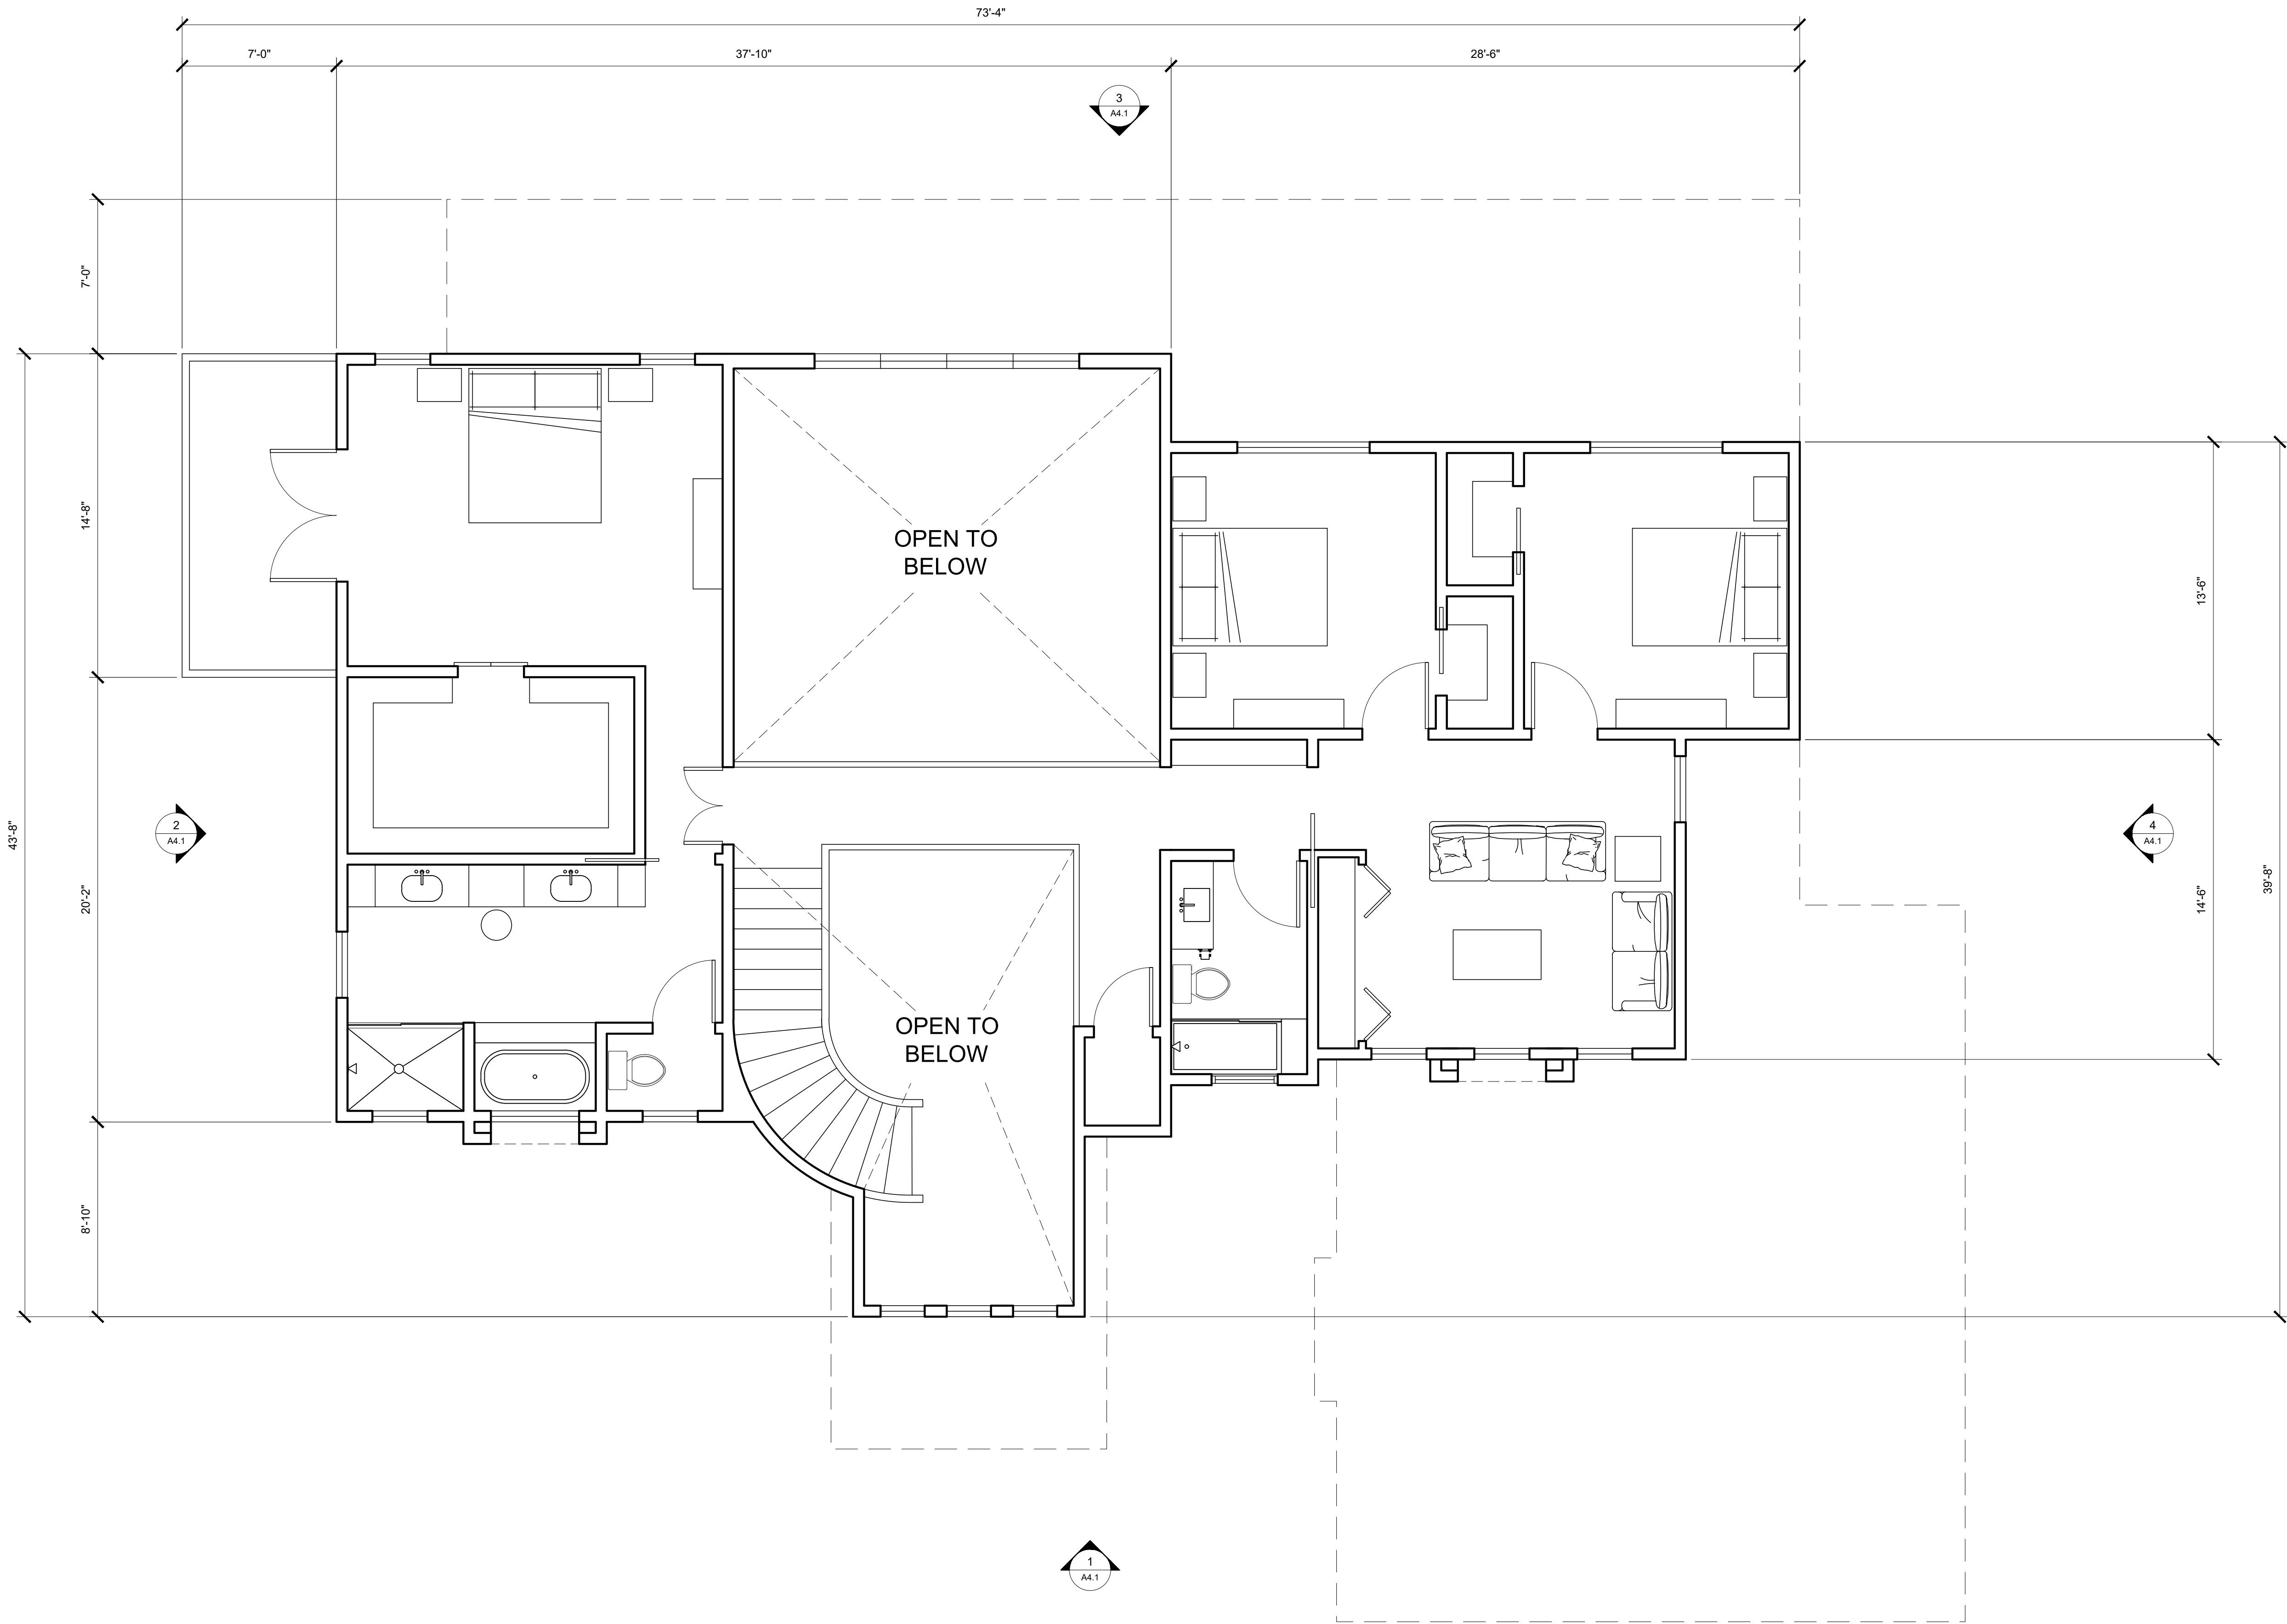 73'-4"
7'-0"
37'-10"
28'-6"
3
A4.1
7'-0"
14'-8"
OPEN TO
BELOW
13'-6"
43'-8"
2
A4.1
4
A4.1
20'-2"
14'-6"
39'-8"
OPEN TO
BELOW
8'-10"
1
A4.1